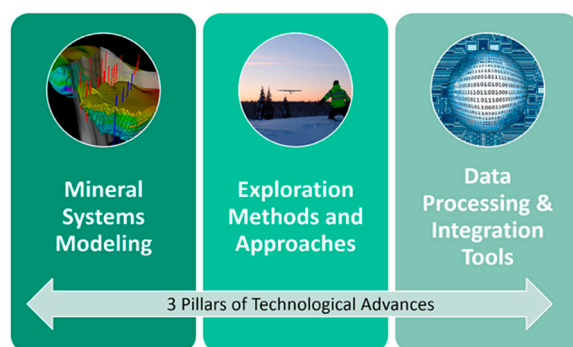 Mineral
Systems
Modeling
Exploration
Methods and
Approaches
Data
Processing &
Integration
Tools
3 Pillars of Technological Advances